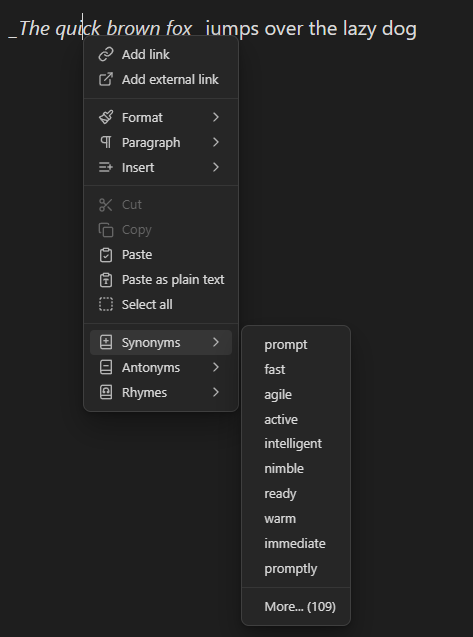 _The quick brown fox jumps over the lazy dog
Add link
Add external link
Format
Paragraph
Insert
Cut
Copy
Paste
Paste as plain text
Select all
Synonyms
Antonyms
Rhymes
prompt
fast
agile
active
intelligent
nimble
ready
warm
immediate
promptly
More... (109)